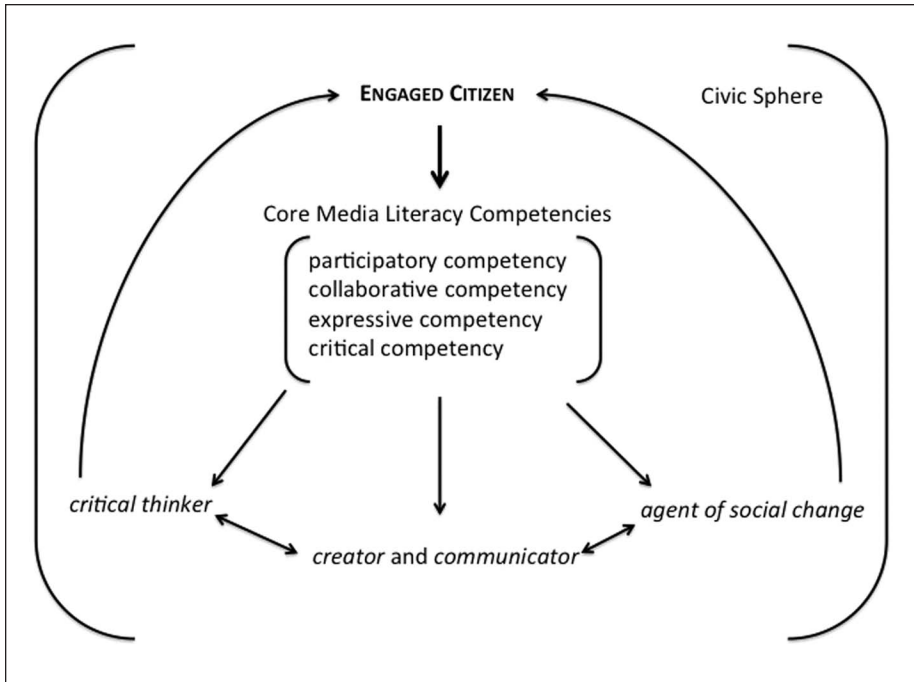 ENGAGED CITIZEN
Civic Sphere
Core Media Literacy Competencies
participatory competency
collaborative competency
expressive competency
critical competency
critical thinker
agent of social change
creator and communicator